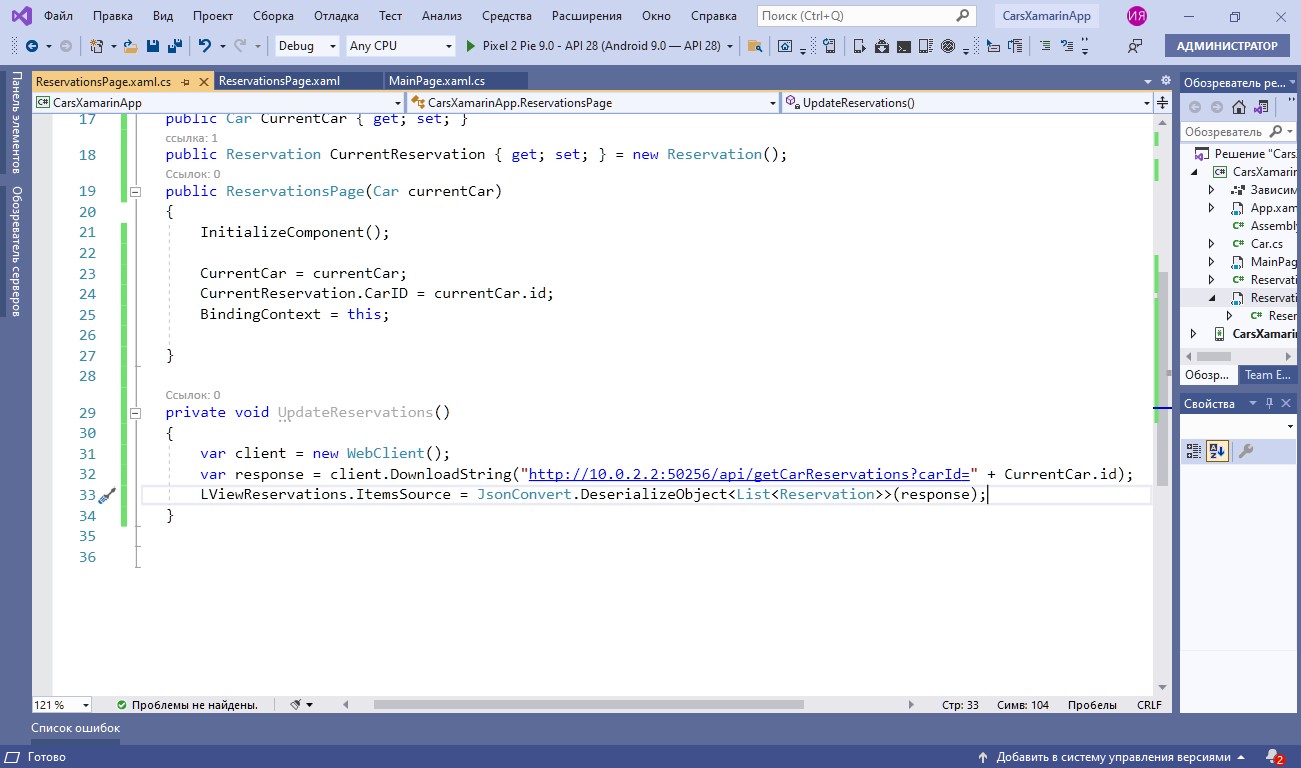 Файл Правка Вид Проект Сборка Отладка Тест Анализ Средства Расширения Окно Справка Поиск (Ctrl+Q) CarsXamarinApp ИЯ
Debug Any CPU Pixel 2 Pie 9.0 - API 28 (Android 9.0 — API 28) АДМИНИСТРАТОР
Панель элементов
Обозреватель серверов
ReservationsPage.xaml.cs ReservationsPage.xaml MainPage.xaml.cs
CarsXamarinApp CarsXamarinApp.ReservationsPage UpdateReservations()
17 public Car CurrentCar { get; set; }
ссылка: 1
18 public Reservation CurrentReservation { get; set; } = new Reservation();
Ссылок: 0
19 public ReservationsPage(Car currentCar)
20 {
21 InitializeComponent();
22
23 CurrentCar = currentCar;
24 CurrentReservation.CarID = currentCar.id;
25 BindingContext = this;
26
27 }
28
Ссылок: 0
29 private void UpdateReservations()
30 {
31 var client = new WebClient();
32 var response = client.DownloadString("http://10.0.2.2:50256/api/getCarReservations?carId=" + CurrentCar.id);
33 LViewReservations.ItemsSource = JsonConvert.DeserializeObject<List<Reservation>>(response);
34 }
35
36
121 % Проблемы не найдены. Стр: 33 Симв: 104 Пробелы CRLF
Обозреватель ре...
Обозреватель
Решение "Cars
CarsXamarin
Зависим
App.xam
Assembly
Car.cs
MainPag
Reservati
Reservati
Reser
CarsXamarin
Обозр... Team E...
Свойства
Список ошибок
Готово Добавить в систему управления версиями 2